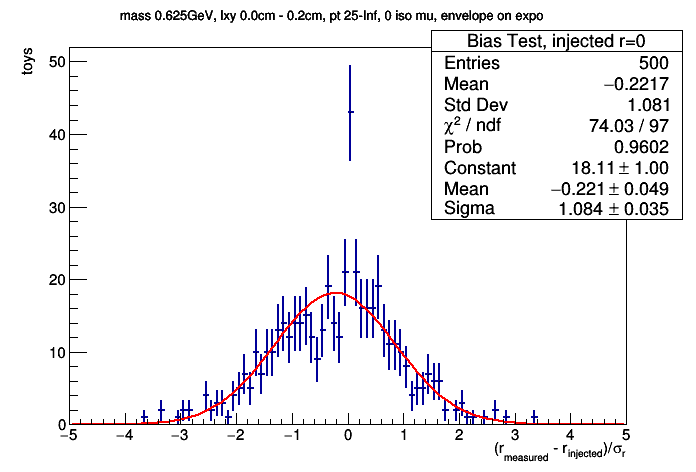 mass 0.625GeV, lxy 0.0cm - 0.2cm, pt 25-Inf, 0 iso mu, envelope on expo
Bias Test, injected r=0
Entries 500
Mean −0.2217
Std Dev 1.081
χ² / ndf 74.03 / 97
Prob 0.9602
Constant 18.11 ± 1.00
Mean −0.221 ± 0.049
Sigma 1.084 ± 0.035
toys
50
40
30
20
10
0
−5 −4 −3 −2 −1 0 1 2 3 4 5
(r_measured - r_injected)/σ_r